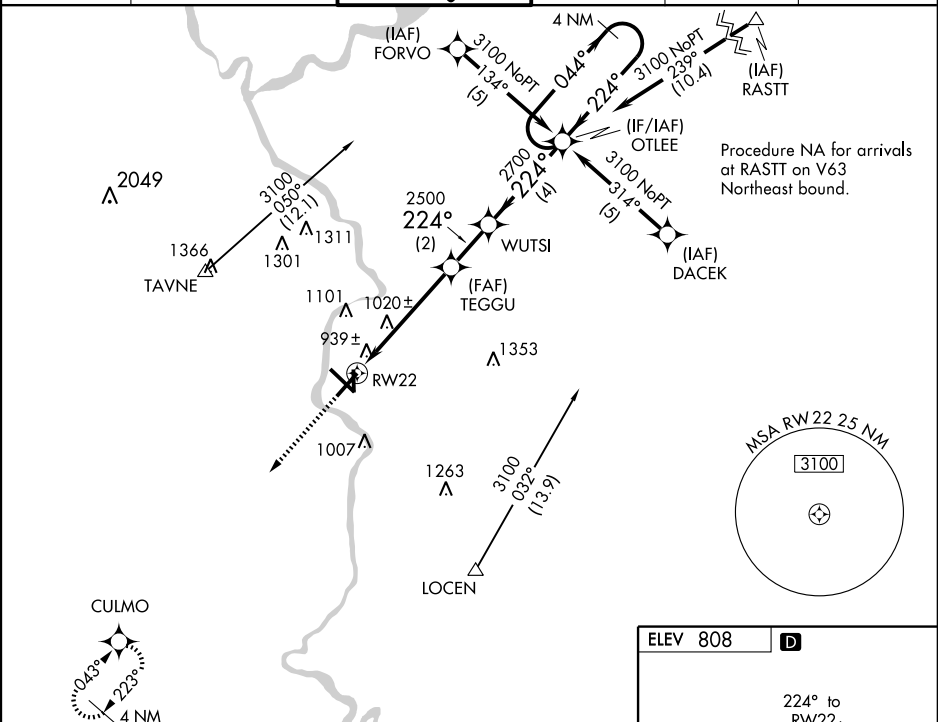 4 NM
(IAF)
FORVO
3100 NoPT
134°
(5)
044°
224°
3100 NoPT
239°
(10.4)
(IAF)
RASTT
(IF/IAF)
OTLEE
Procedure NA for arrivals
at RASTT on V63
Northeast bound.
2700
224°
(4)
3100 NoPT
314°
(5)
2049
3100
050°
(12.1)
2500
224°
(2)
WUTSI
(IAF)
DACEK
1311
1301
1366
TAVNE
(FAF)
TEGGU
1101
1020±
939±
1353
RW22
1007
1263
3100
032°
(13.9)
LOCEN
MSA RW22 25 NM
3100
CULMO
043°
223°
4 NM
ELEV 808
D
224° to
RW22